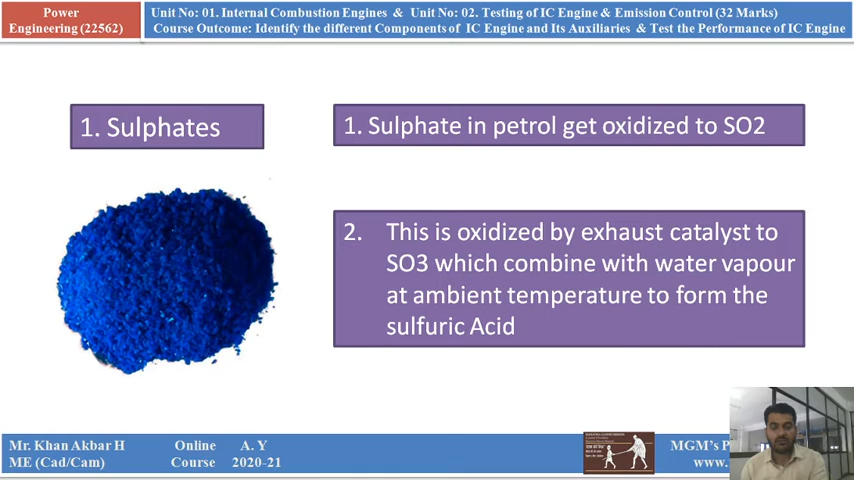 Power
Engineering (22562)
Unit No: 01. Internal Combustion Engines & Unit No: 02. Testing of IC Engine & Emission Control (32 Marks)
Course Outcome: Identify the different Components of IC Engine and Its Auxiliaries & Test the Performance of IC Engine
1. Sulphates
1. Sulphate in petrol get oxidized to SO2
2. This is oxidized by exhaust catalyst to
SO3 which combine with water vapour
at ambient temperature to form the
sulfuric Acid
Mr. Khan Akbar H
ME (Cad/Cam)
Online
Course
A. Y
2020-21
MGM's P
www.